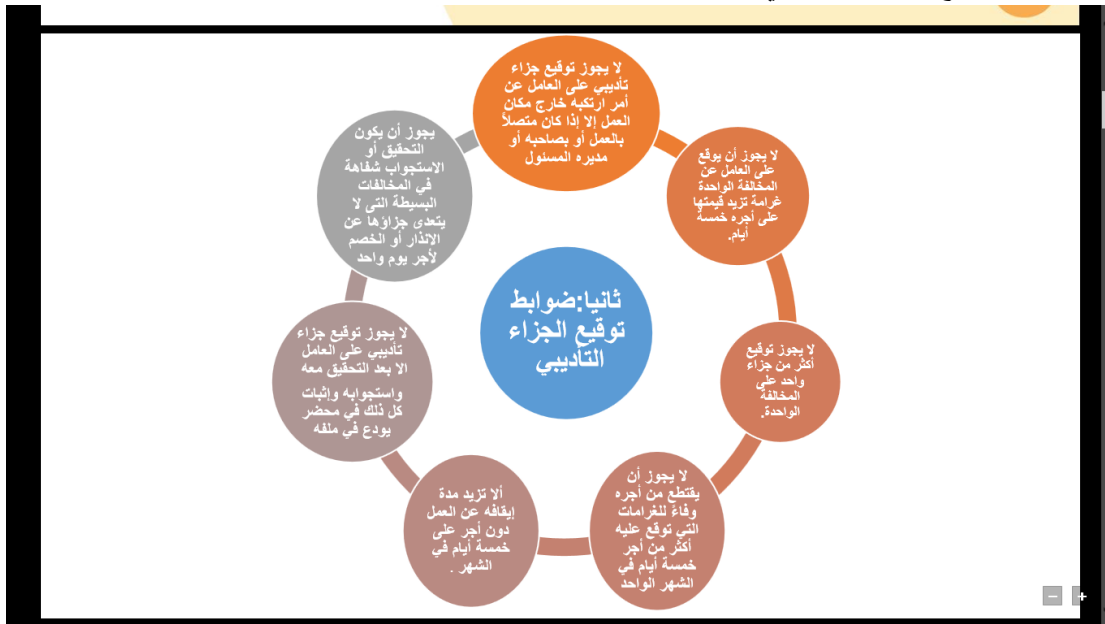 ثانيا:ضوابط
توقيع الجزاء
التأديبي
لا يجوز توقيع جزاء
تأديبي على العامل عن
أمر ارتكبه خارج مكان
العمل إلا إذا كان متصلاً
بالعمل أو بصاحبه أو
مديره المسئول
لا يجوز أن يوقع
على العامل عن
المخالفة الواحدة
غرامة تزيد قيمتها
على أجره خمسة
أيام.
لا يجوز توقيع
أكثر من جزاء
واحد على
المخالفة
الواحدة.
لا يجوز أن
يقتطع من أجره
وفاءً للغرامات
التي توقع عليه
أكثر من أجر
خمسة أيام في
الشهر الواحد
ألا تزيد مدة
إيقافه عن العمل
دون أجر على
خمسة أيام في
الشهر .
لا يجوز توقيع جزاء
تأديبي على العامل
الا بعد التحقيق معه
واستجوابه وإثبات
كل ذلك في محضر
يودع في ملفه
يجوز أن يكون
التحقيق أو
الاستجواب شفاهة
في المخالفات
البسيطة التى لا
يتعدى جزاؤها عن
الانذار أو الخصم
لأجر يوم واحد